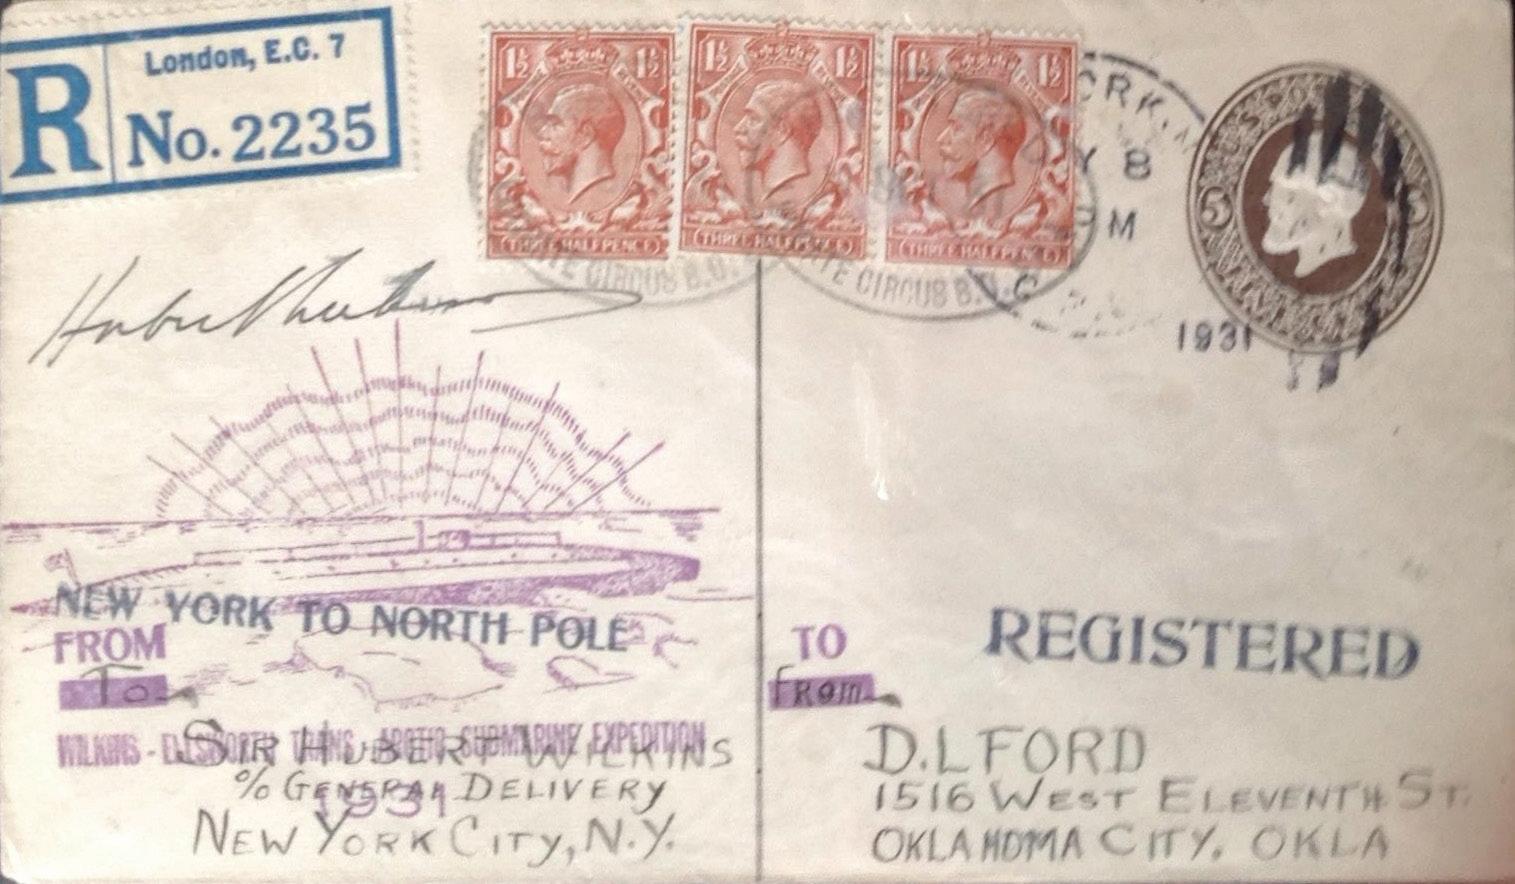 R London, E.C. 7
No. 2235
1½ 1½ 1½ 1½ 1½ 1½
THREE HALFPENCE THREE HALFPENCE THREE HALFPENCE
CIRCUS B.O. CIRCUS B.O.
ORK, N
Y 8
PM
1931
5
NEW YORK TO NORTH POLE
FROM
To
WILKINS - ELLSWORTH TRANS - ARCTIC SUBMARINE EXPEDITION
1931
SIR HUBERT WILKINS
% GENERAL DELIVERY
NEW YORK CITY, N.Y.
REGISTERED
TO
FROM
D.L FORD
1516 WEST ELEVENTH ST.
OKLAHOMA CITY, OKLA